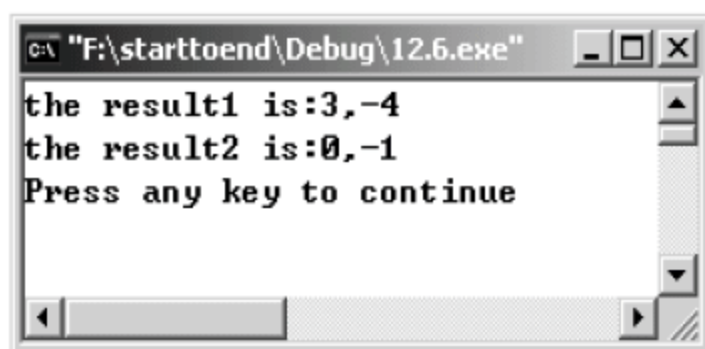 "F:\starttoend\Debug\12.6.exe"
the result1 is:3,-4
the result2 is:0,-1
Press any key to continue